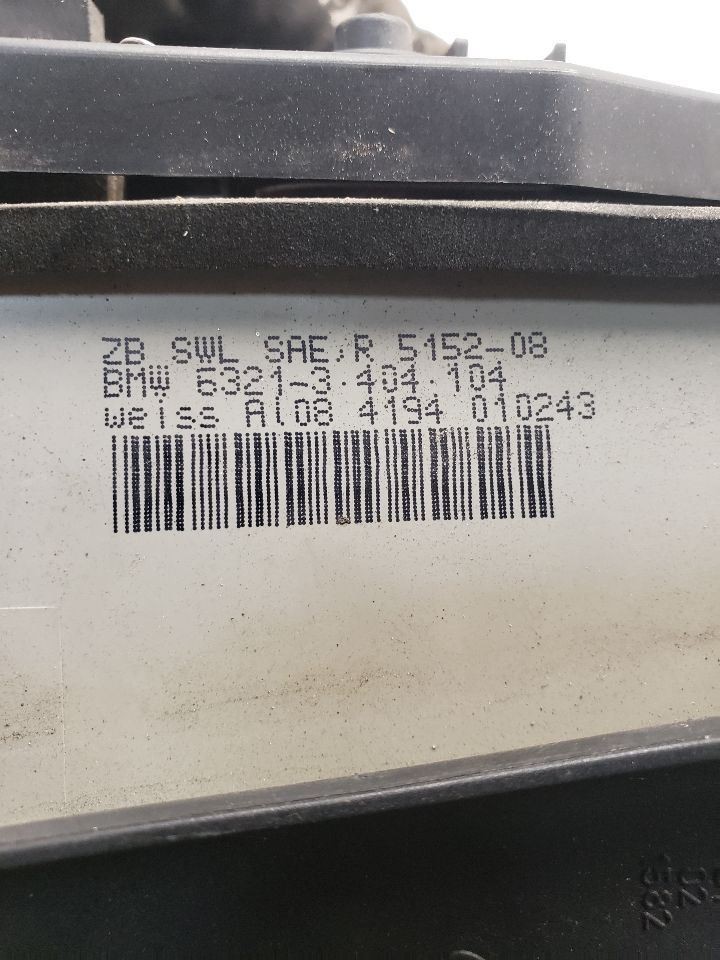 ZB SWL SAE/R 5152-08
BMW 6321-3.404.104
weiss Al08 4194 010243